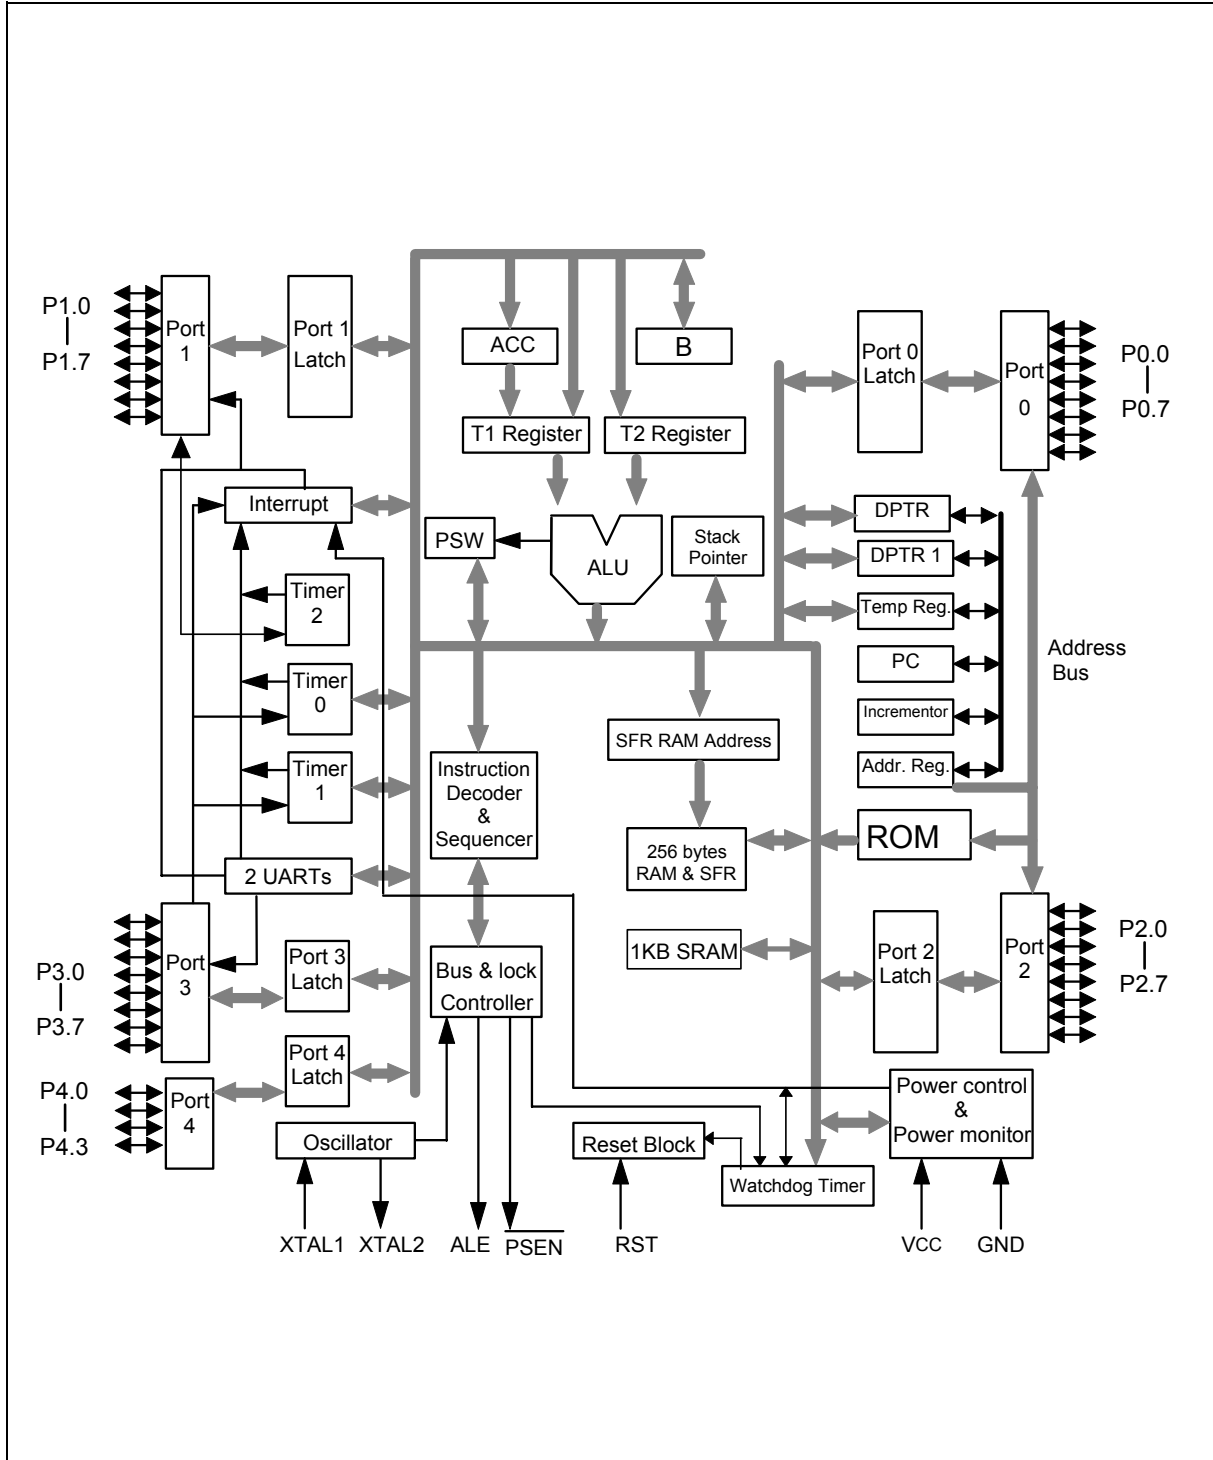 P1.0
P1.7
Port
1
Port 1
Latch
ACC
B
Port 0
Latch
Port
0
P0.0
P0.7
T1 Register
T2 Register
Interrupt
PSW
ALU
Stack
Pointer
DPTR
DPTR 1
Temp Reg.
PC
Incrementor
Addr. Reg.
Address
Bus
Timer
2
Timer
0
Timer
1
SFR RAM Address
Instruction
Decoder
&
Sequencer
256 bytes
RAM & SFR
ROM
2 UARTs
1KB SRAM
Port 2
Latch
Port
2
P2.0
P2.7
Port
3
P3.0
P3.7
Port 3
Latch
Bus & lock
Controller
Port 4
Latch
Port
4
P4.0
P4.3
Oscillator
Reset Block
Watchdog Timer
Power control
&
Power monitor
XTAL1
XTAL2
ALE
PSEN
RST
VCC
GND